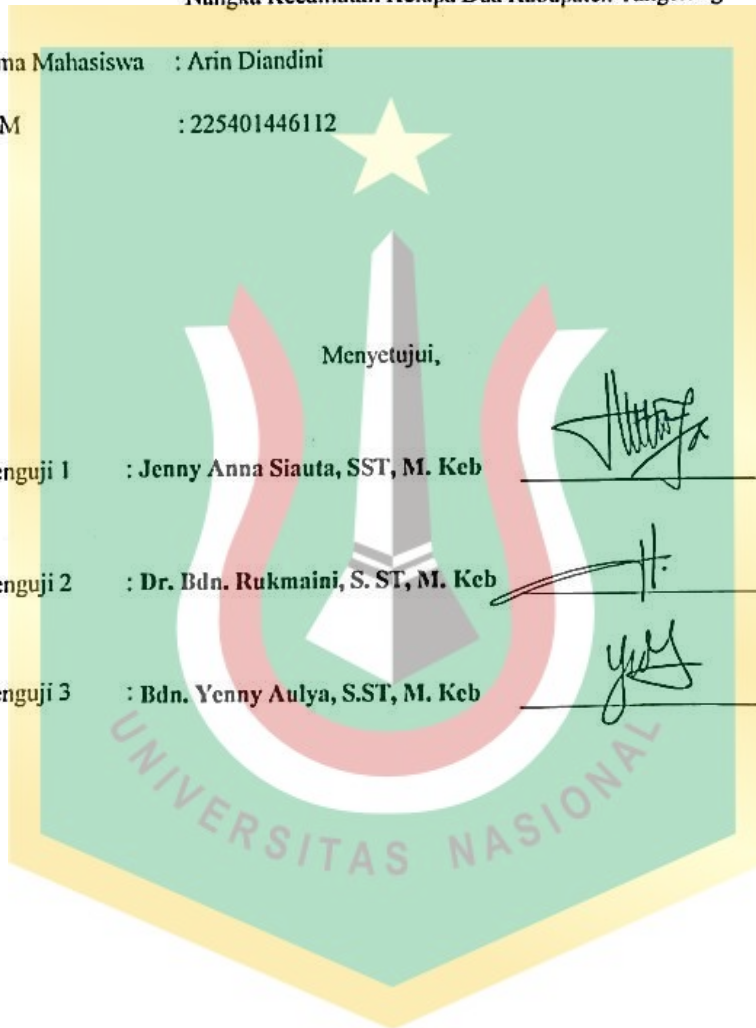 Nangka Kecamatan Kelapa Dua Kabupaten Tangerang
ma Mahasiswa : Arin Diandini
M : 225401446112
Menyetujui,
enguji 1 : Jenny Anna Siauta, SST, M. Keb
enguji 2 : Dr. Bdn. Rukmaini, S. ST, M. Keb
enguji 3 : Bdn. Yenny Aulya, S.ST, M. Keb
UNIVERSITAS NASIONAL